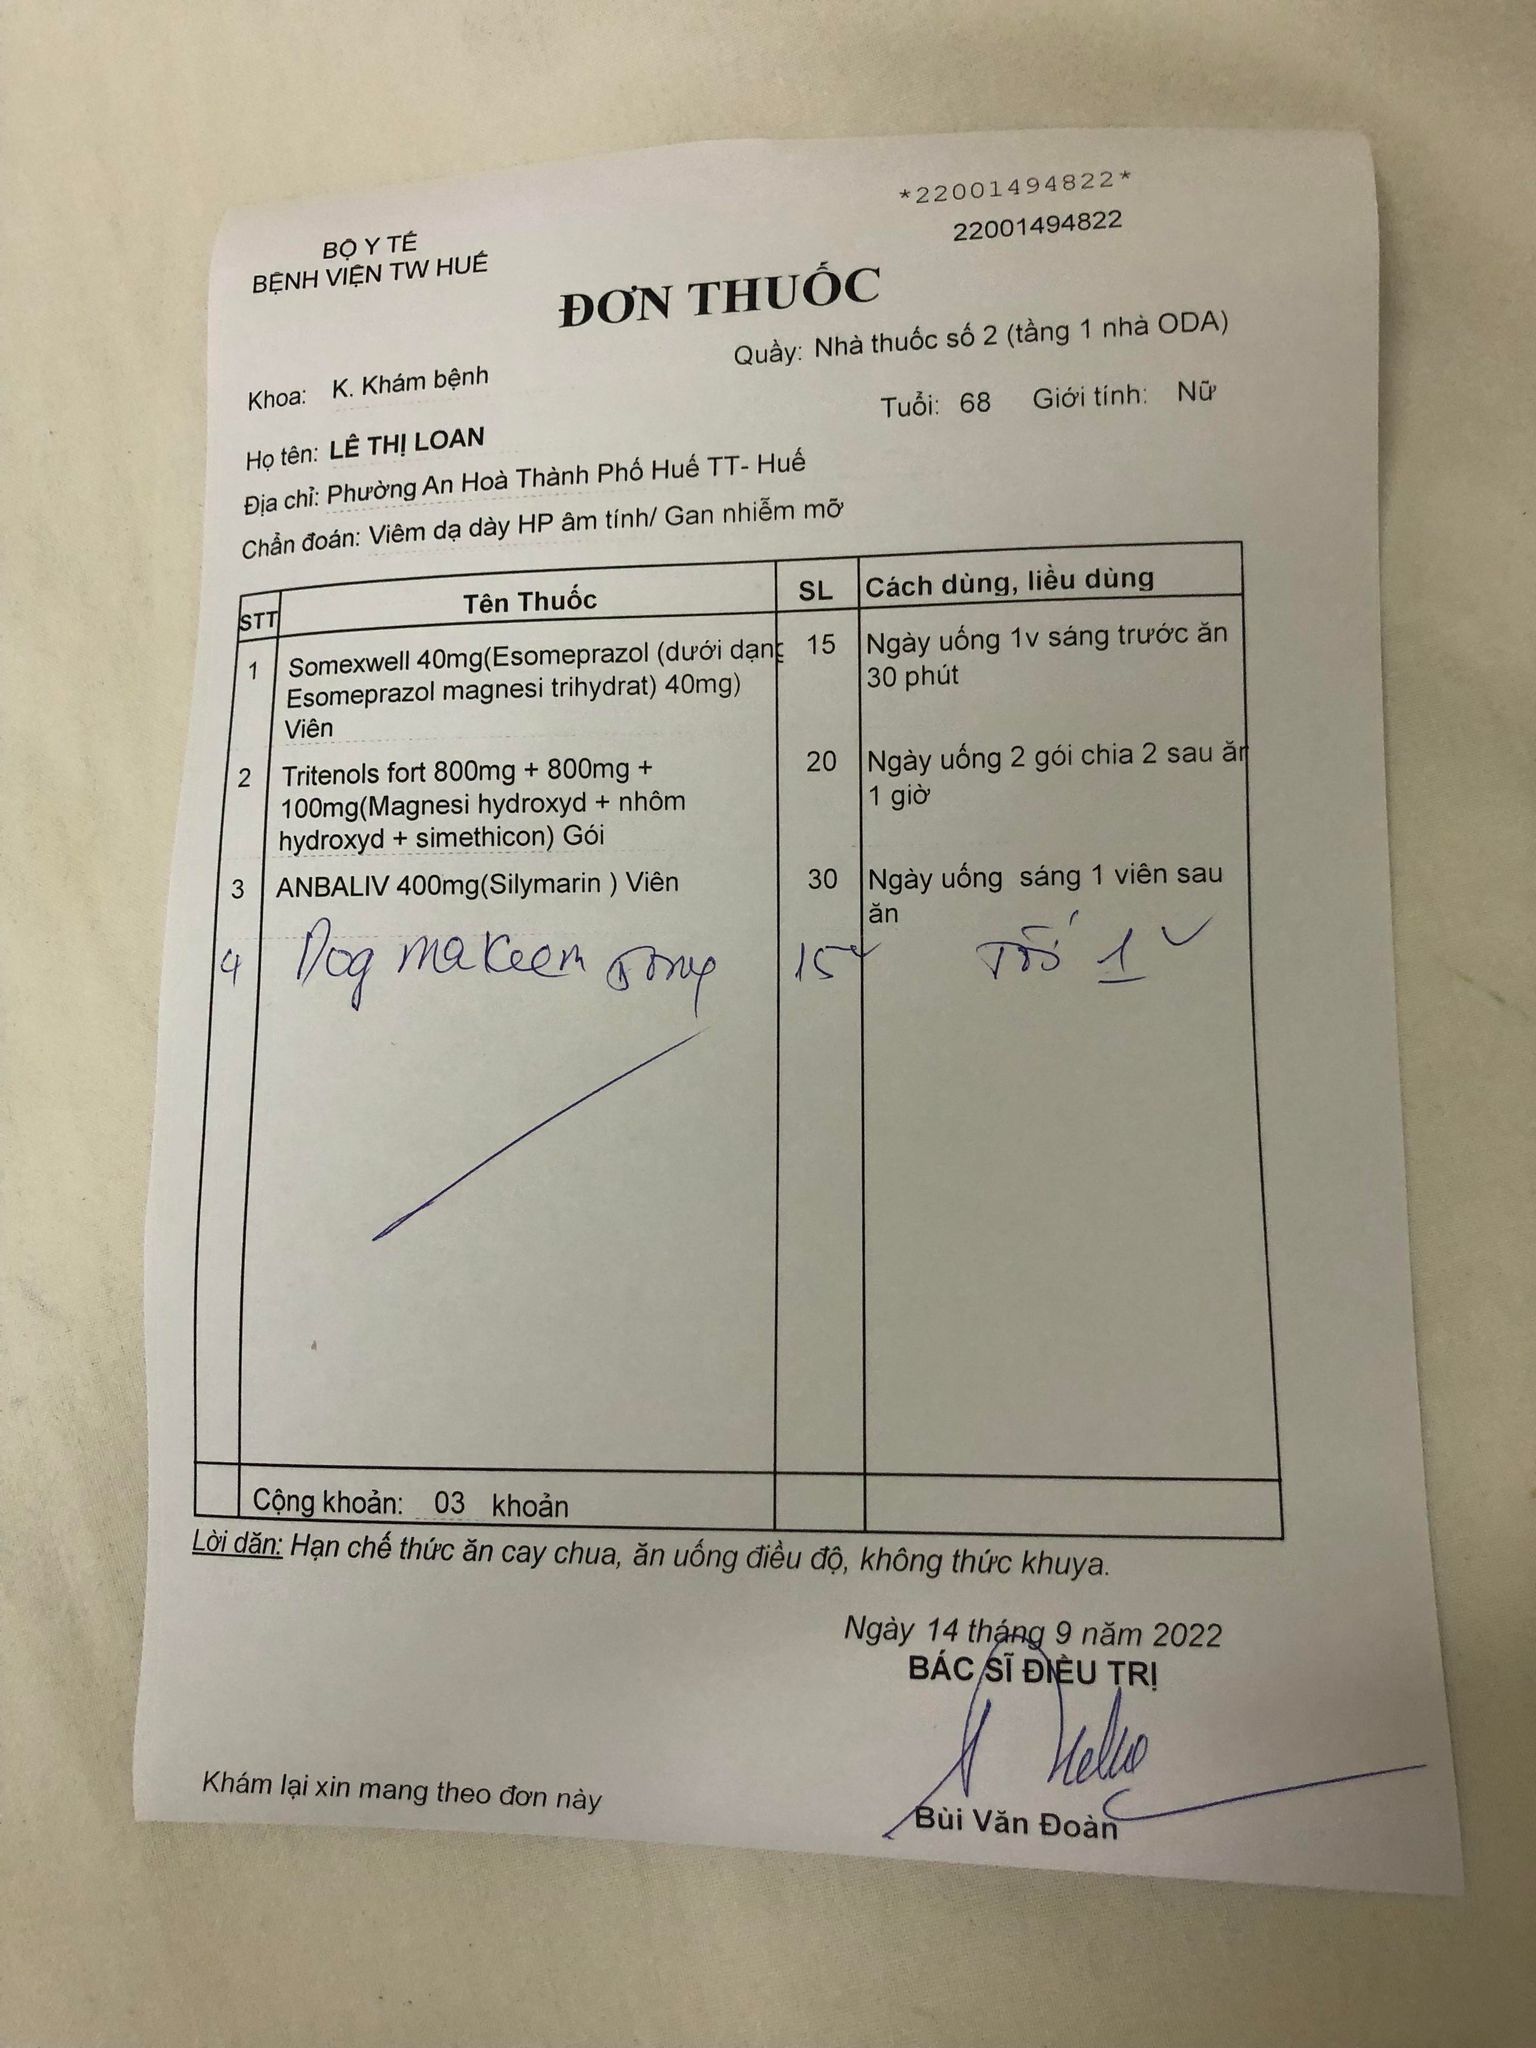 *22001494822*
22001494822
BỘ Y TẾ
BỆNH VIỆN TW HUẾ
ĐƠN THUỐC
Quầy: Nhà thuốc số 2 (tầng 1 nhà ODA)
Khoa: K. Khám bệnh
Tuổi: 68 Giới tính: Nữ
Họ tên: LÊ THỊ LOAN
Địa chỉ: Phường An Hoà Thành Phố Huế TT- Huế
Chẩn đoán: Viêm dạ dày HP âm tính/ Gan nhiễm mỡ
STT Tên Thuốc SL Cách dùng, liều dùng
1 Somexwell 40mg(Esomeprazol (dưới dạng 15 Ngày uống 1v sáng trước ăn
Esomeprazol magnesi trihydrat) 40mg) 30 phút
Viên
2 Tritenols fort 800mg + 800mg + 20 Ngày uống 2 gói chia 2 sau ăn
100mg(Magnesi hydroxyd + nhôm 1 giờ
hydroxyd + simethicon) Gói
3 ANBALIV 400mg(Silymarin ) Viên 30 Ngày uống sáng 1 viên sau
ăn
4 15 Tối 1
Cộng khoản: 03 khoản
Lời dặn: Hạn chế thức ăn cay chua, ăn uống điều độ, không thức khuya.
Ngày 14 tháng 9 năm 2022
BÁC SĨ ĐIỀU TRỊ
Khám lại xin mang theo đơn này
Bùi Văn Đoàn